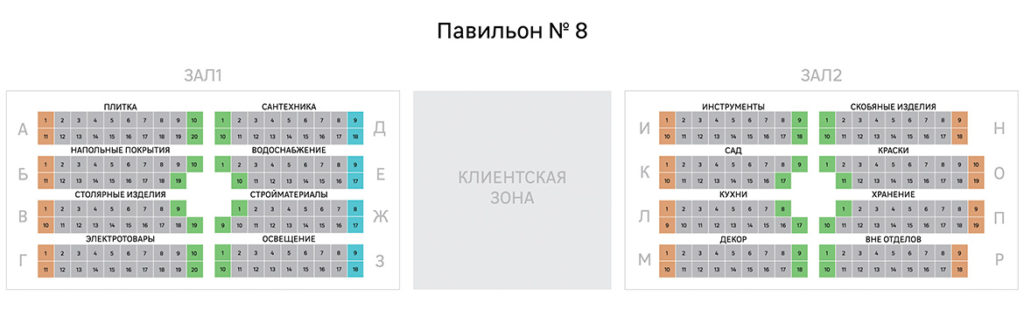 Павильон № 8
ЗАЛ1
ПЛИТКА
А
1 2 3 4 5 6 7 8 9 10
11 12 13 14 15 16 17 18 19 20
НАПОЛЬНЫЕ ПОКРЫТИЯ
Б
1 2 3 4 5 6 7 8 9 10
11 12 13 14 15 16 17 18 19
СТОЛЯРНЫЕ ИЗДЕЛИЯ
В
1 2 3 4 5 6 7 8 9
10 11 12 13 14 15 16 17 18 19
ЭЛЕКТРОТОВАРЫ
Г
1 2 3 4 5 6 7 8 9 10
11 12 13 14 15 16 17 18 19 20
САНТЕХНИКА
1 2 3 4 5 6 7 8 9
10 11 12 13 14 15 16 17 18
Д
ВОДОСНАБЖЕНИЕ
1 2 3 4 5 6 7 8 9
10 11 12 13 14 15 16 17
Е
СТРОЙМАТЕРИАЛЫ
1 2 3 4 5 6 7 8
9 10 11 12 13 14 15 16 17
Ж
ОСВЕЩЕНИЕ
1 2 3 4 5 6 7 8 9
10 11 12 13 14 15 16 17 18
З
КЛИЕНТСКАЯ
ЗОНА
ЗАЛ2
ИНСТРУМЕНТЫ
И
1 2 3 4 5 6 7 8 9
10 11 12 13 14 15 16 17 18
САД
К
1 2 3 4 5 6 7 8 9
10 11 12 13 14 15 16 17
КУХНИ
Л
1 2 3 4 5 6 7 8
9 10 11 12 13 14 15 16 17
ДЕКОР
М
1 2 3 4 5 6 7 8 9
10 11 12 13 14 15 16 17 18
СКОБЯНЫЕ ИЗДЕЛИЯ
1 2 3 4 5 6 7 8 9
10 11 12 13 14 15 16 17 18
Н
КРАСКИ
1 2 3 4 5 6 7 8 9 10
11 12 13 14 15 16 17 18 19
О
ХРАНЕНИЕ
1 2 3 4 5 6 7 8 9
10 11 12 13 14 15 16 17 18 19
П
ВНЕ ОТДЕЛОВ
1 2 3 4 5 6 7 8 9
10 11 12 13 14 15 16 17 18
Р